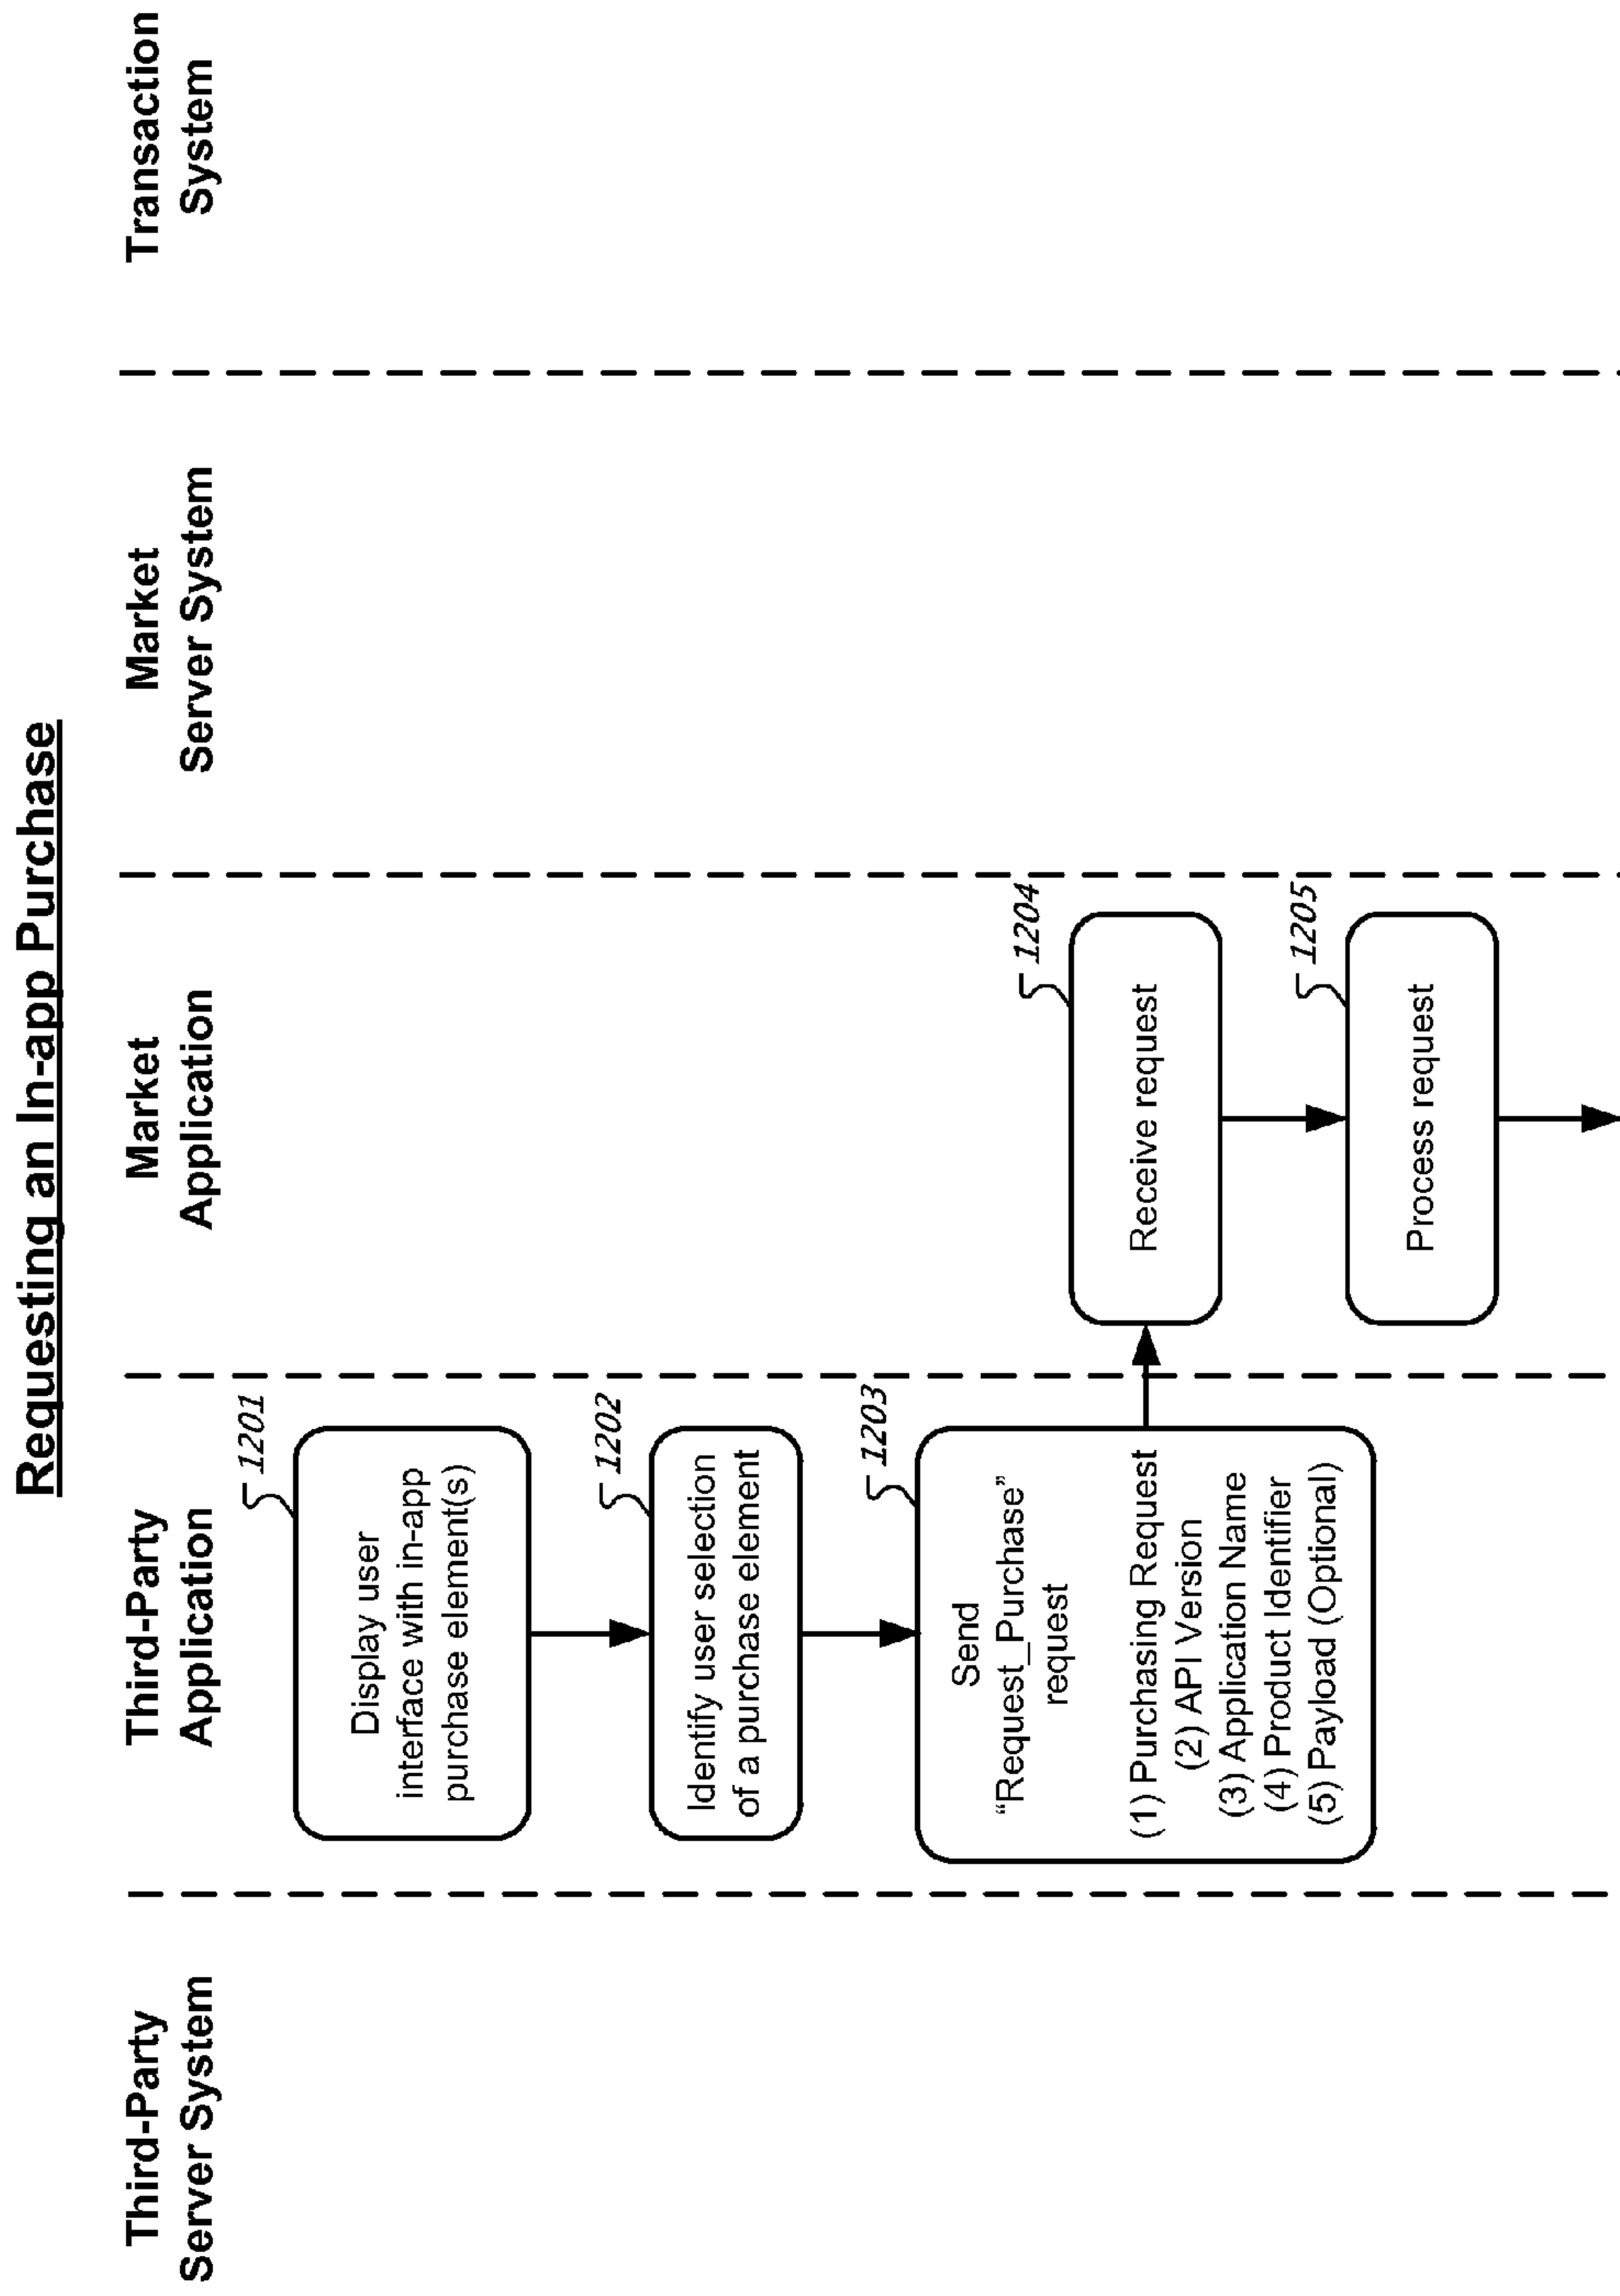 Requesting an In-app Purchase
Third-Party
Server System
Third-Party
Application
Market
Application
Market
Server System
Transaction
System
1201
Display user
interface with in-app
purchase element(s)
1202
Identify user selection
of a purchase element
1203
Send
“Request_Purchase”
request
(1) Purchasing Request
(2) API Version
(3) Application Name
(4) Product Identifier
(5) Payload (Optional)
1204
Receive request
1205
Process request